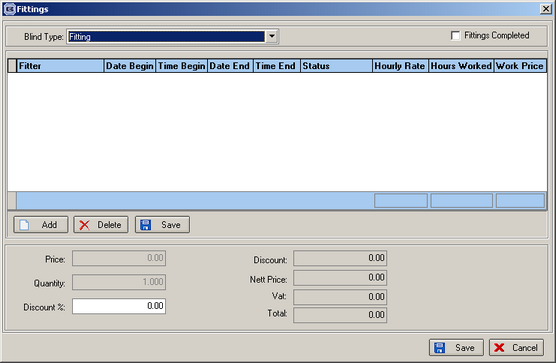 Fittings
Blind Type: Fitting Fittings Completed
Fitter Date Begin Time Begin Date End Time End Status Hourly Rate Hours Worked Work Price
Add Delete Save
Price: 0.00 Discount: 0.00
Quantity: 1.000 Nett Price: 0.00
Discount %: 0.00 Vat: 0.00
Total: 0.00
Save Cancel